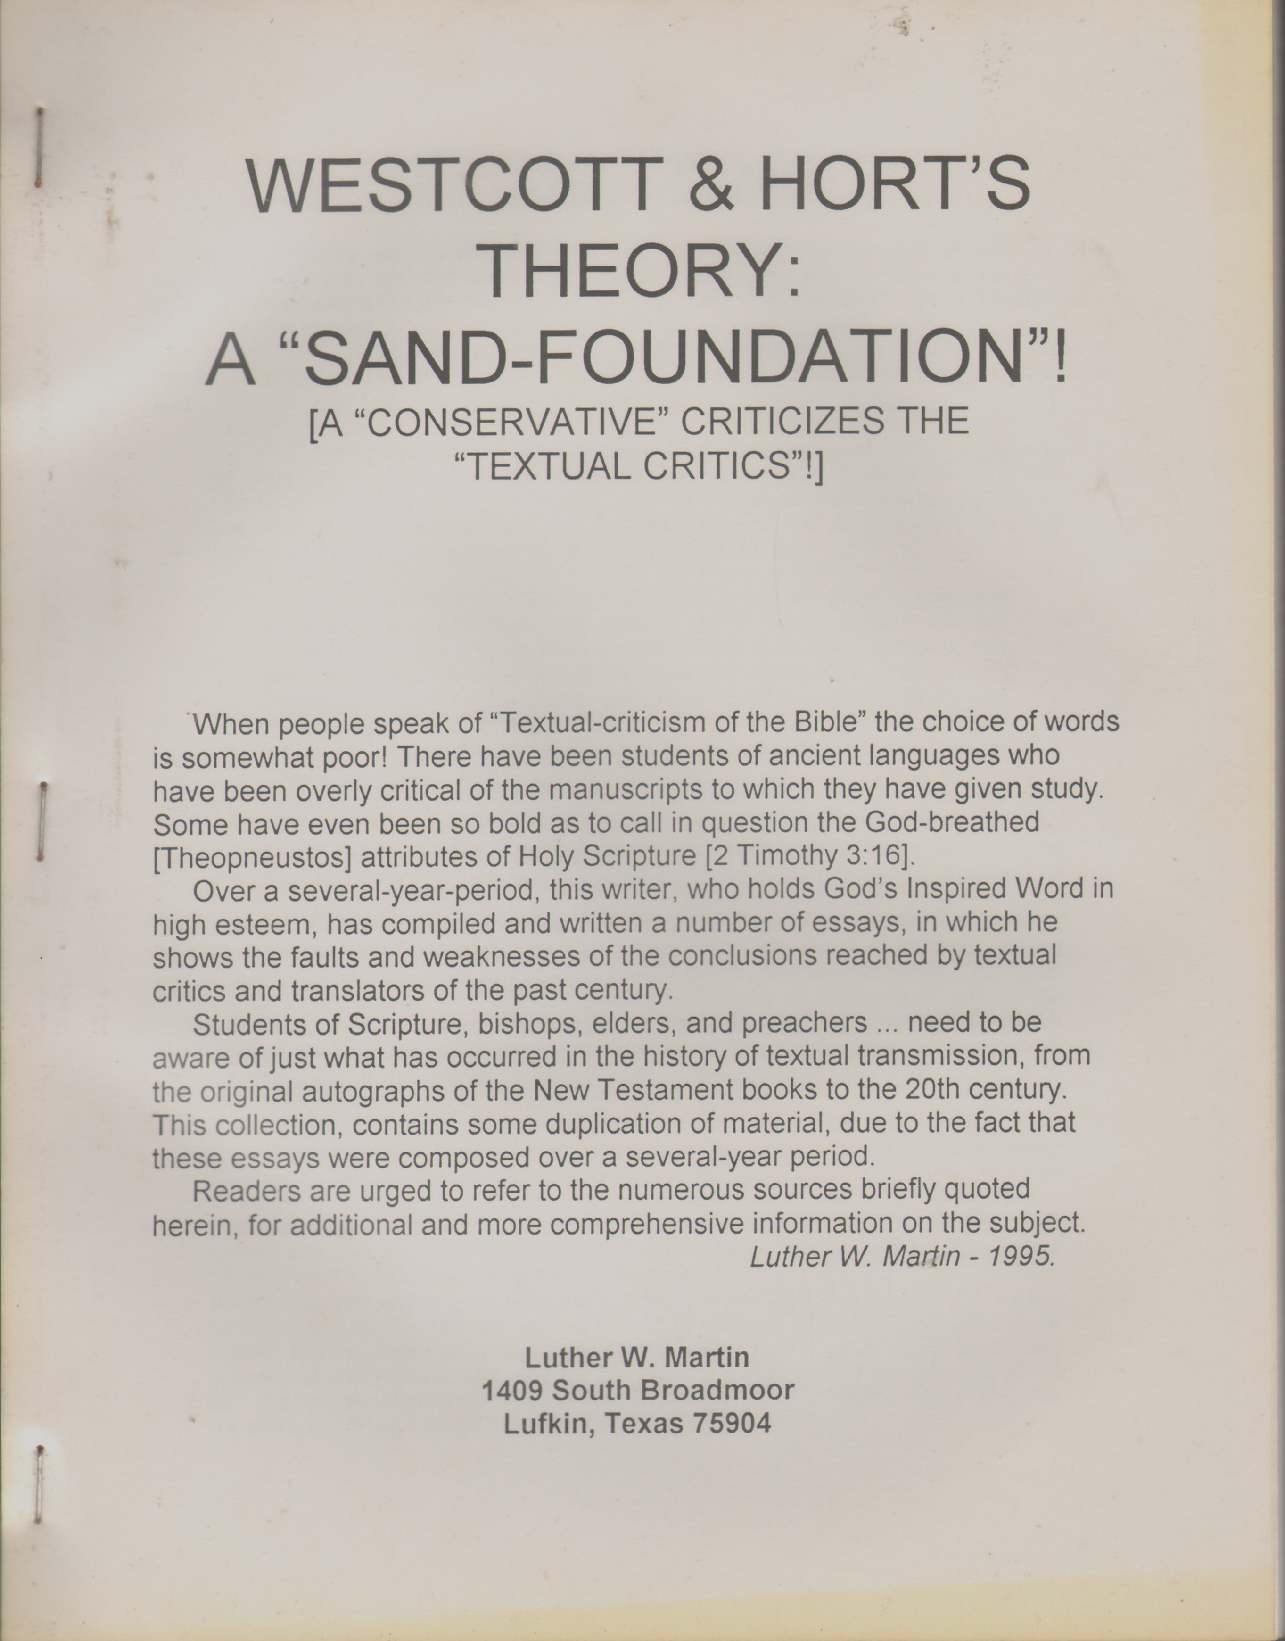 WESTCOTT & HORT’S
THEORY:
A “SAND-FOUNDATION”!
[A “CONSERVATIVE” CRITICIZES THE
“TEXTUAL CRITICS”!]
When people speak of “Textual-criticism of the Bible” the choice of words
is somewhat poor! There have been students of ancient languages who
have been overly critical of the manuscripts to which they have given study.
Some have even been so bold as to call in question the God-breathed
[Theopneustos] attributes of Holy Scripture [2 Timothy 3:16].
Over a several-year-period, this writer, who holds God’s Inspired Word in
high esteem, has compiled and written a number of essays, in which he
shows the faults and weaknesses of the conclusions reached by textual
critics and translators of the past century.
Students of Scripture, bishops, elders, and preachers ... need to be
aware of just what has occurred in the history of textual transmission, from
the original autographs of the New Testament books to the 20th century.
This collection, contains some duplication of material, due to the fact that
these essays were composed over a several-year period.
Readers are urged to refer to the numerous sources briefly quoted
herein, for additional and more comprehensive information on the subject.
Luther W. Martin - 1995.
Luther W. Martin
1409 South Broadmoor
Lufkin, Texas 75904